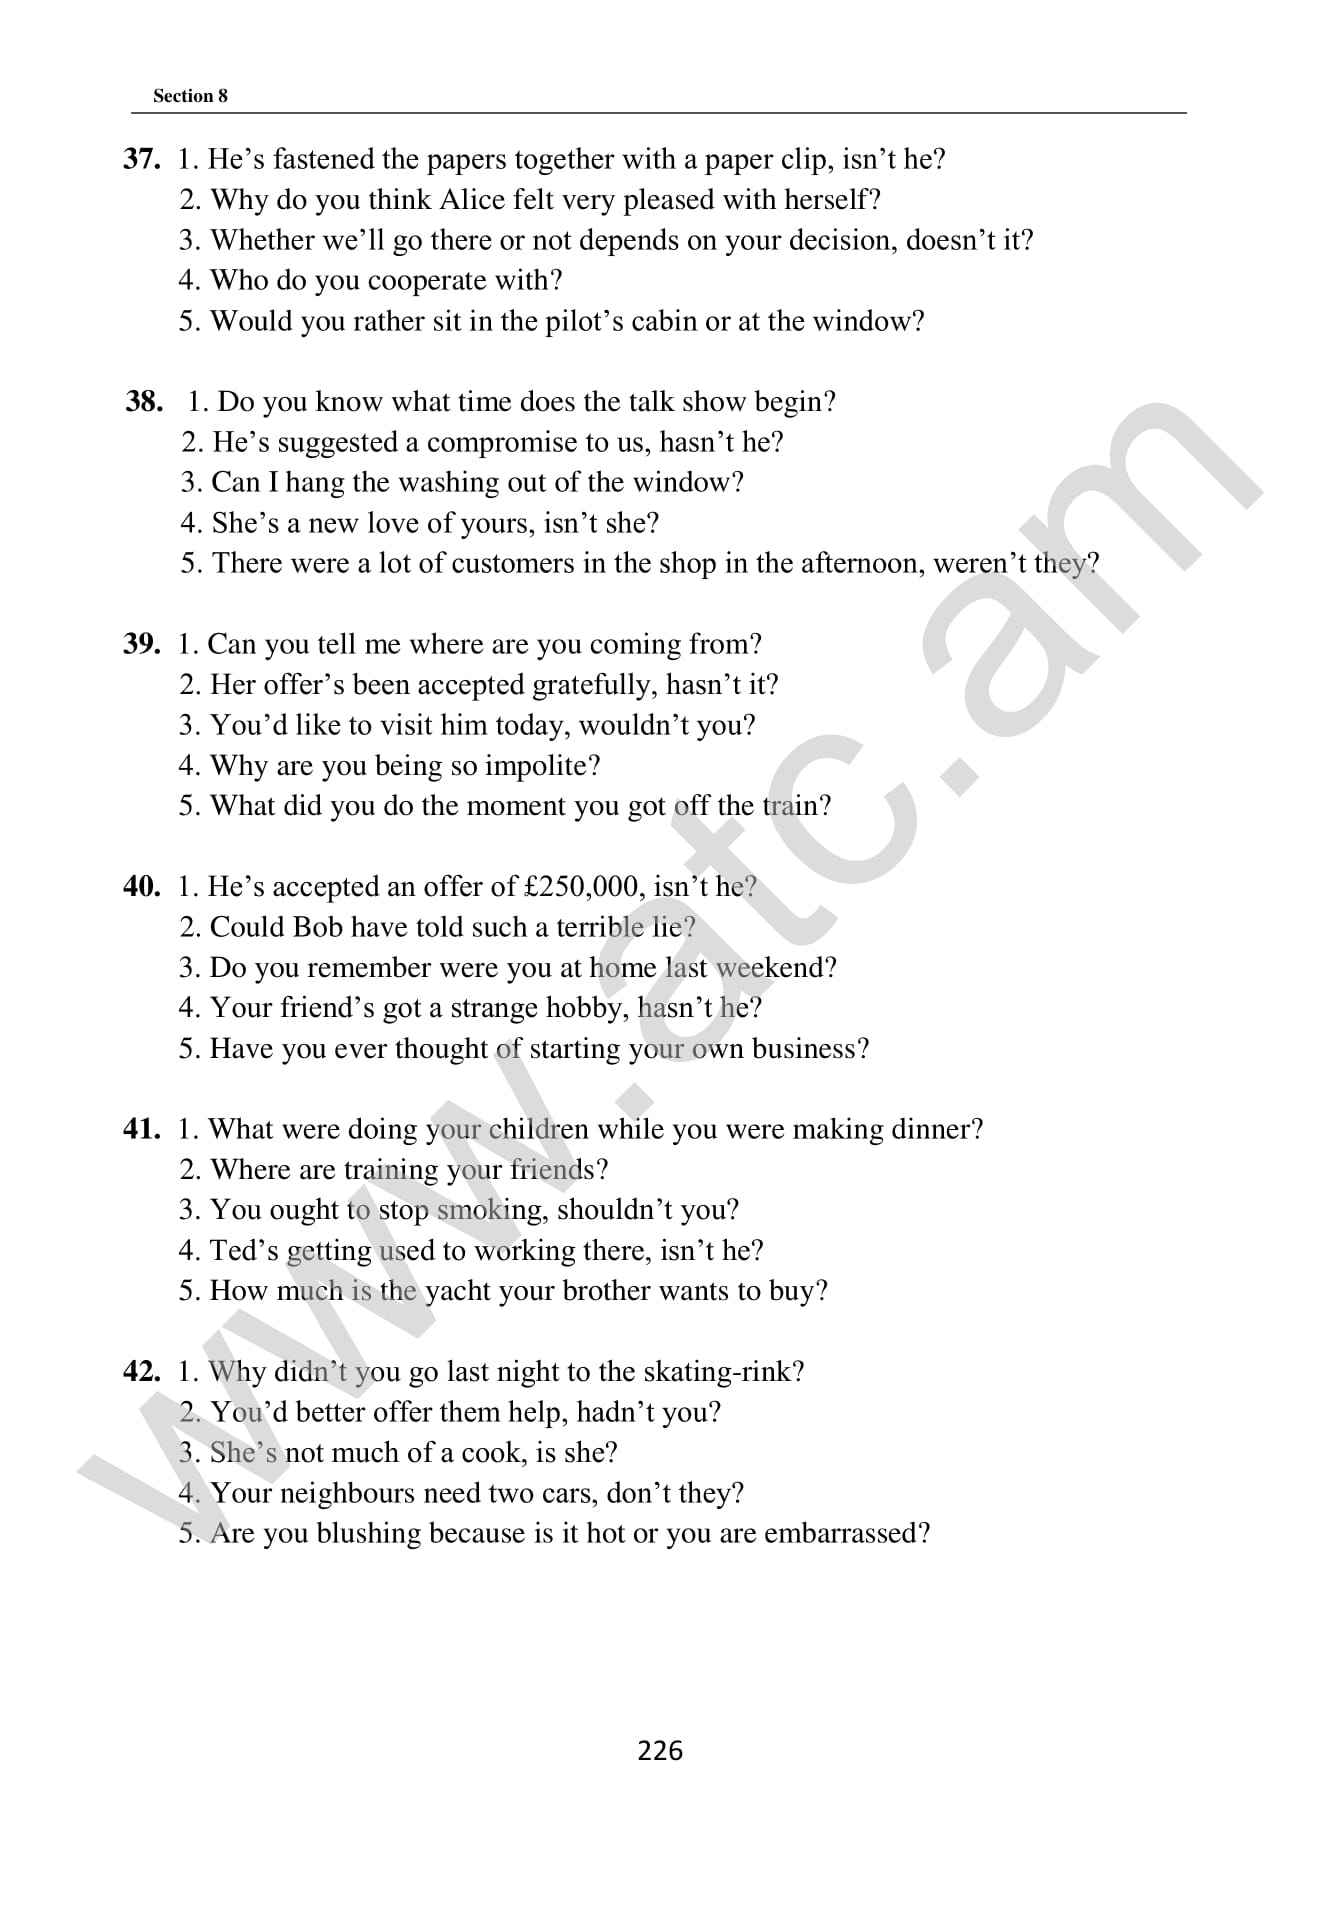 Section 8
37. 1. He’s fastened the papers together with a paper clip, isn’t he?
2. Why do you think Alice felt very pleased with herself?
3. Whether we’ll go there or not depends on your decision, doesn’t it?
4. Who do you cooperate with?
5. Would you rather sit in the pilot’s cabin or at the window?
38. 1. Do you know what time does the talk show begin?
2. He’s suggested a compromise to us, hasn’t he?
3. Can I hang the washing out of the window?
4. She’s a new love of yours, isn’t she?
5. There were a lot of customers in the shop in the afternoon, weren’t they?
39. 1. Can you tell me where are you coming from?
2. Her offer’s been accepted gratefully, hasn’t it?
3. You’d like to visit him today, wouldn’t you?
4. Why are you being so impolite?
5. What did you do the moment you got off the train?
40. 1. He’s accepted an offer of £250,000, isn’t he?
2. Could Bob have told such a terrible lie?
3. Do you remember were you at home last weekend?
4. Your friend’s got a strange hobby, hasn’t he?
5. Have you ever thought of starting your own business?
41. 1. What were doing your children while you were making dinner?
2. Where are training your friends?
3. You ought to stop smoking, shouldn’t you?
4. Ted’s getting used to working there, isn’t he?
5. How much is the yacht your brother wants to buy?
42. 1. Why didn’t you go last night to the skating-rink?
2. You’d better offer them help, hadn’t you?
3. She’s not much of a cook, is she?
4. Your neighbours need two cars, don’t they?
5. Are you blushing because is it hot or you are embarrassed?
226
www.atc.am